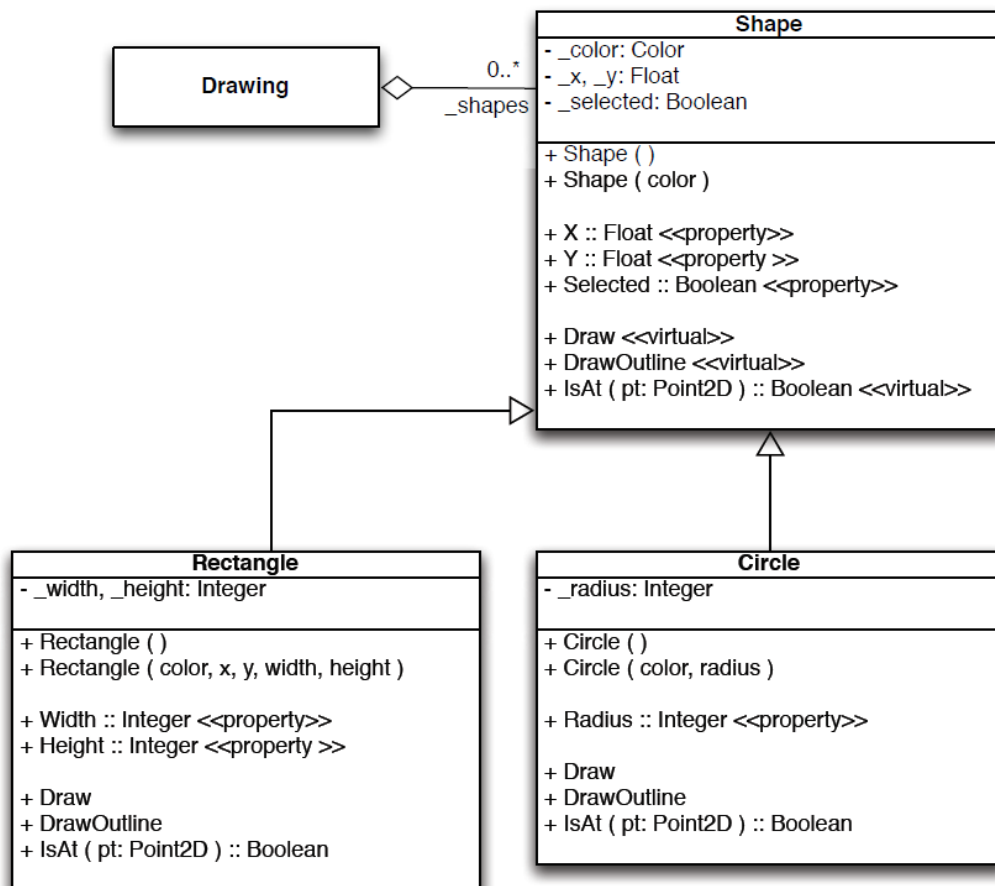 Drawing
0..*
_shapes
Shape
- _color: Color
- _x, _y: Float
- _selected: Boolean
+ Shape ( )
+ Shape ( color )
+ X :: Float <<property>>
+ Y :: Float <<property >>
+ Selected :: Boolean <<property>>
+ Draw <<virtual>>
+ DrawOutline <<virtual>>
+ IsAt ( pt: Point2D ) :: Boolean <<virtual>>
Rectangle
- _width, _height: Integer
+ Rectangle ( )
+ Rectangle ( color, x, y, width, height )
+ Width :: Integer <<property>>
+ Height :: Integer <<property >>
+ Draw
+ DrawOutline
+ IsAt ( pt: Point2D ) :: Boolean
Circle
- _radius: Integer
+ Circle ( )
+ Circle ( color, radius )
+ Radius :: Integer <<property>>
+ Draw
+ DrawOutline
+ IsAt ( pt: Point2D ) :: Boolean